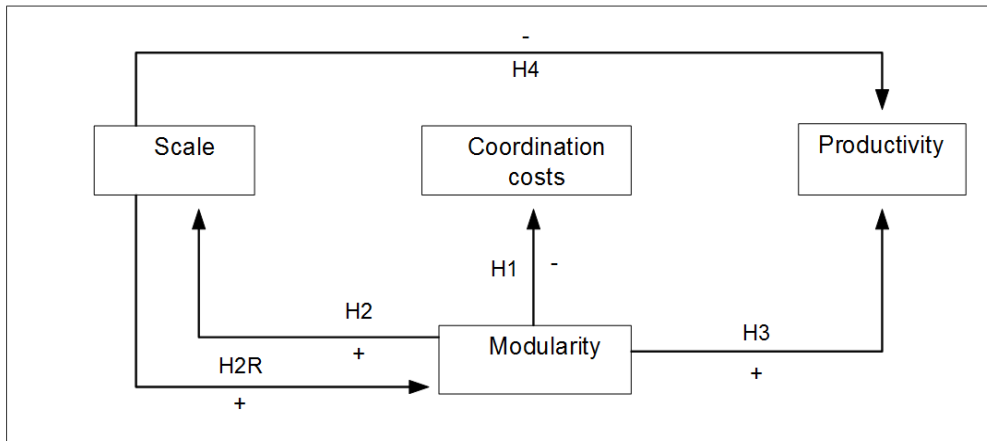 -
H4
Scale
Coordination
costs
Productivity
H1
-
H2
+
H2R
+
Modularity
H3
+